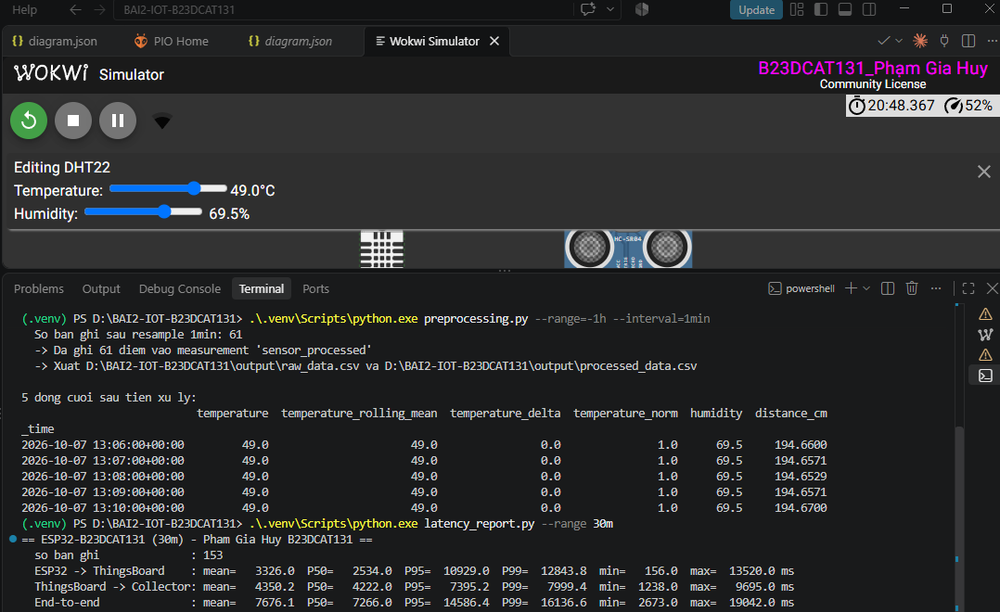 Help BAI2-IOT-B23DCAT131 Update
diagram.json PIO Home diagram.json Wokwi Simulator
WOKWI Simulator
B23DCAT131_Phạm Gia Huy
Community License
20:48.367 52%
Editing DHT22
Temperature: 49.0°C
Humidity: 69.5%
HC-SR04
Problems Output Debug Console Terminal Ports powershell
(.venv) PS D:\BAI2-IOT-B23DCAT131> .\.venv\Scripts\python.exe preprocessing.py --range=-1h --interval=1min
So ban ghi sau resample 1min: 61
-> Da ghi 61 diem vao measurement 'sensor_processed'
-> Xuat D:\BAI2-IOT-B23DCAT131\output\raw_data.csv va D:\BAI2-IOT-B23DCAT131\output\processed_data.csv
5 dong cuoi sau tien xu ly:
temperature temperature_rolling_mean temperature_delta temperature_norm humidity distance_cm
_time
2026-10-07 13:06:00+00:00 49.0 49.0 0.0 1.0 69.5 194.6600
2026-10-07 13:07:00+00:00 49.0 49.0 0.0 1.0 69.5 194.6571
2026-10-07 13:08:00+00:00 49.0 49.0 0.0 1.0 69.5 194.6529
2026-10-07 13:09:00+00:00 49.0 49.0 0.0 1.0 69.5 194.6571
2026-10-07 13:10:00+00:00 49.0 49.0 0.0 1.0 69.5 194.6700
(.venv) PS D:\BAI2-IOT-B23DCAT131> .\.venv\Scripts\python.exe latency_report.py --range 30m
== ESP32-B23DCAT131 (30m) - Pham Gia Huy B23DCAT131 ==
so ban ghi : 153
ESP32 -> ThingsBoard : mean= 3326.0 P50= 2534.0 P95= 10929.0 P99= 12843.8 min= 156.0 max= 13520.0 ms
ThingsBoard -> Collector: mean= 4350.2 P50= 4222.0 P95= 7395.2 P99= 7999.4 min= 1238.0 max= 9695.0 ms
End-to-end : mean= 7676.1 P50= 7266.0 P95= 14586.4 P99= 16136.6 min= 2673.0 max= 19042.0 ms